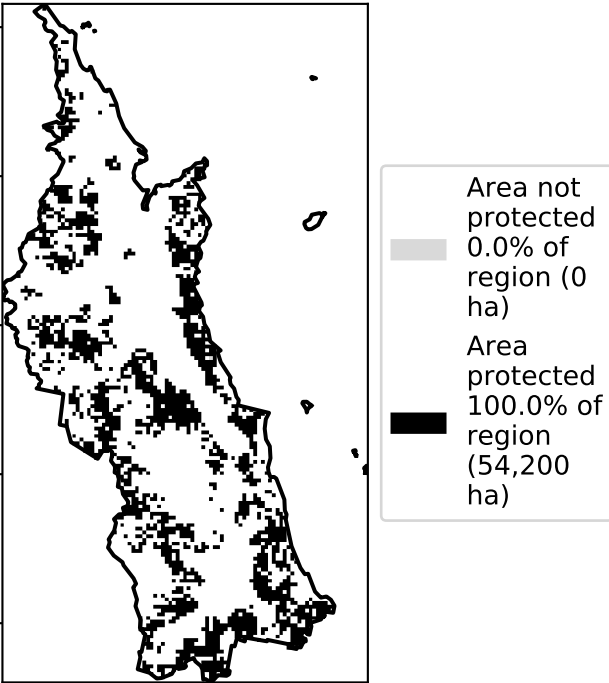 Area not
protected
0.0% of
region (0
ha)
Area
protected
100.0% of
region
(54,200
ha)